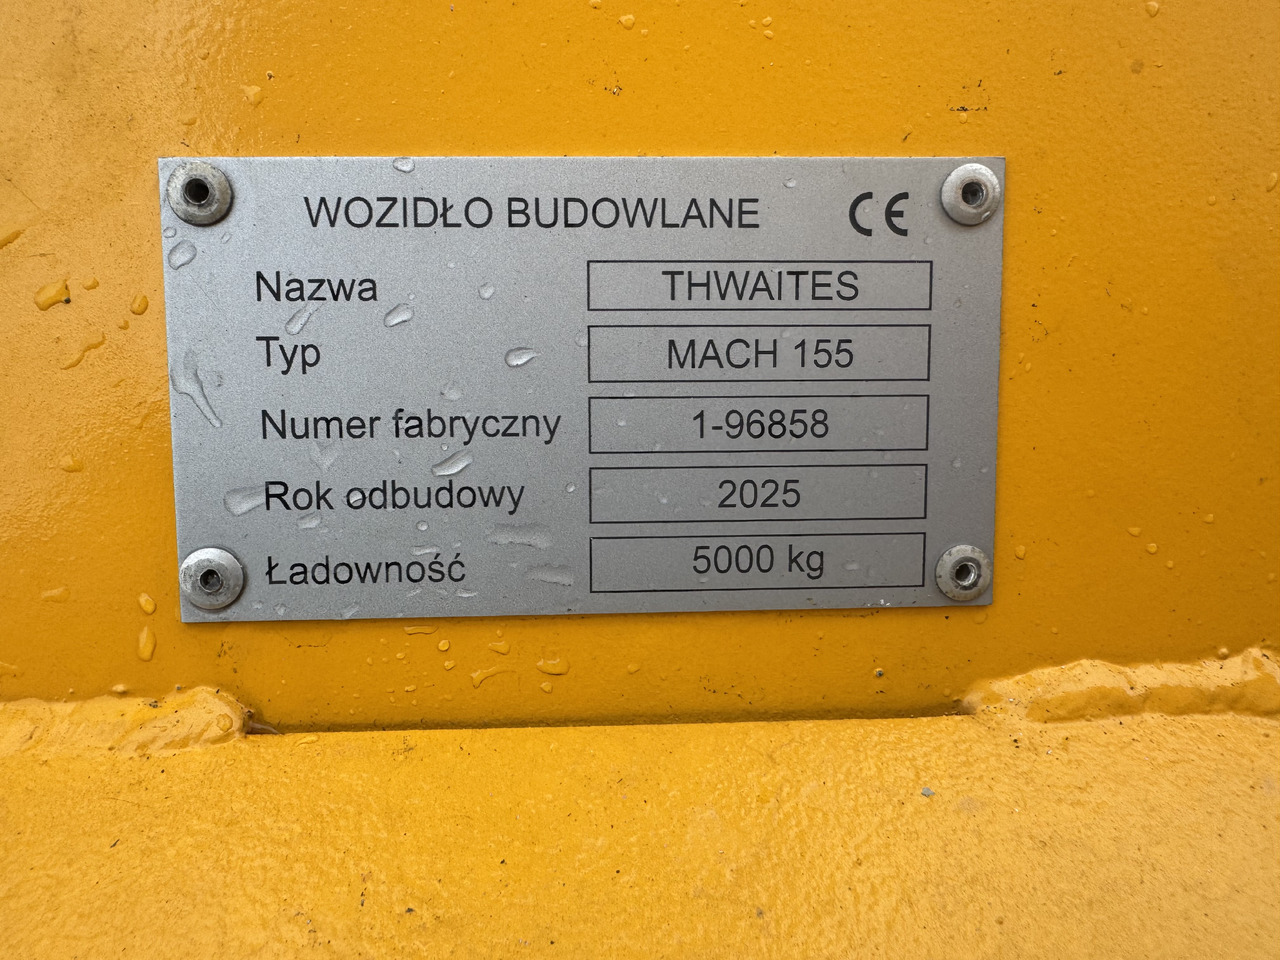 WOZIDŁO BUDOWLANE CE
Nazwa THWAITES
Typ MACH 155
Numer fabryczny 1-96858
Rok odbudowy 2025
Ładowność 5000 kg